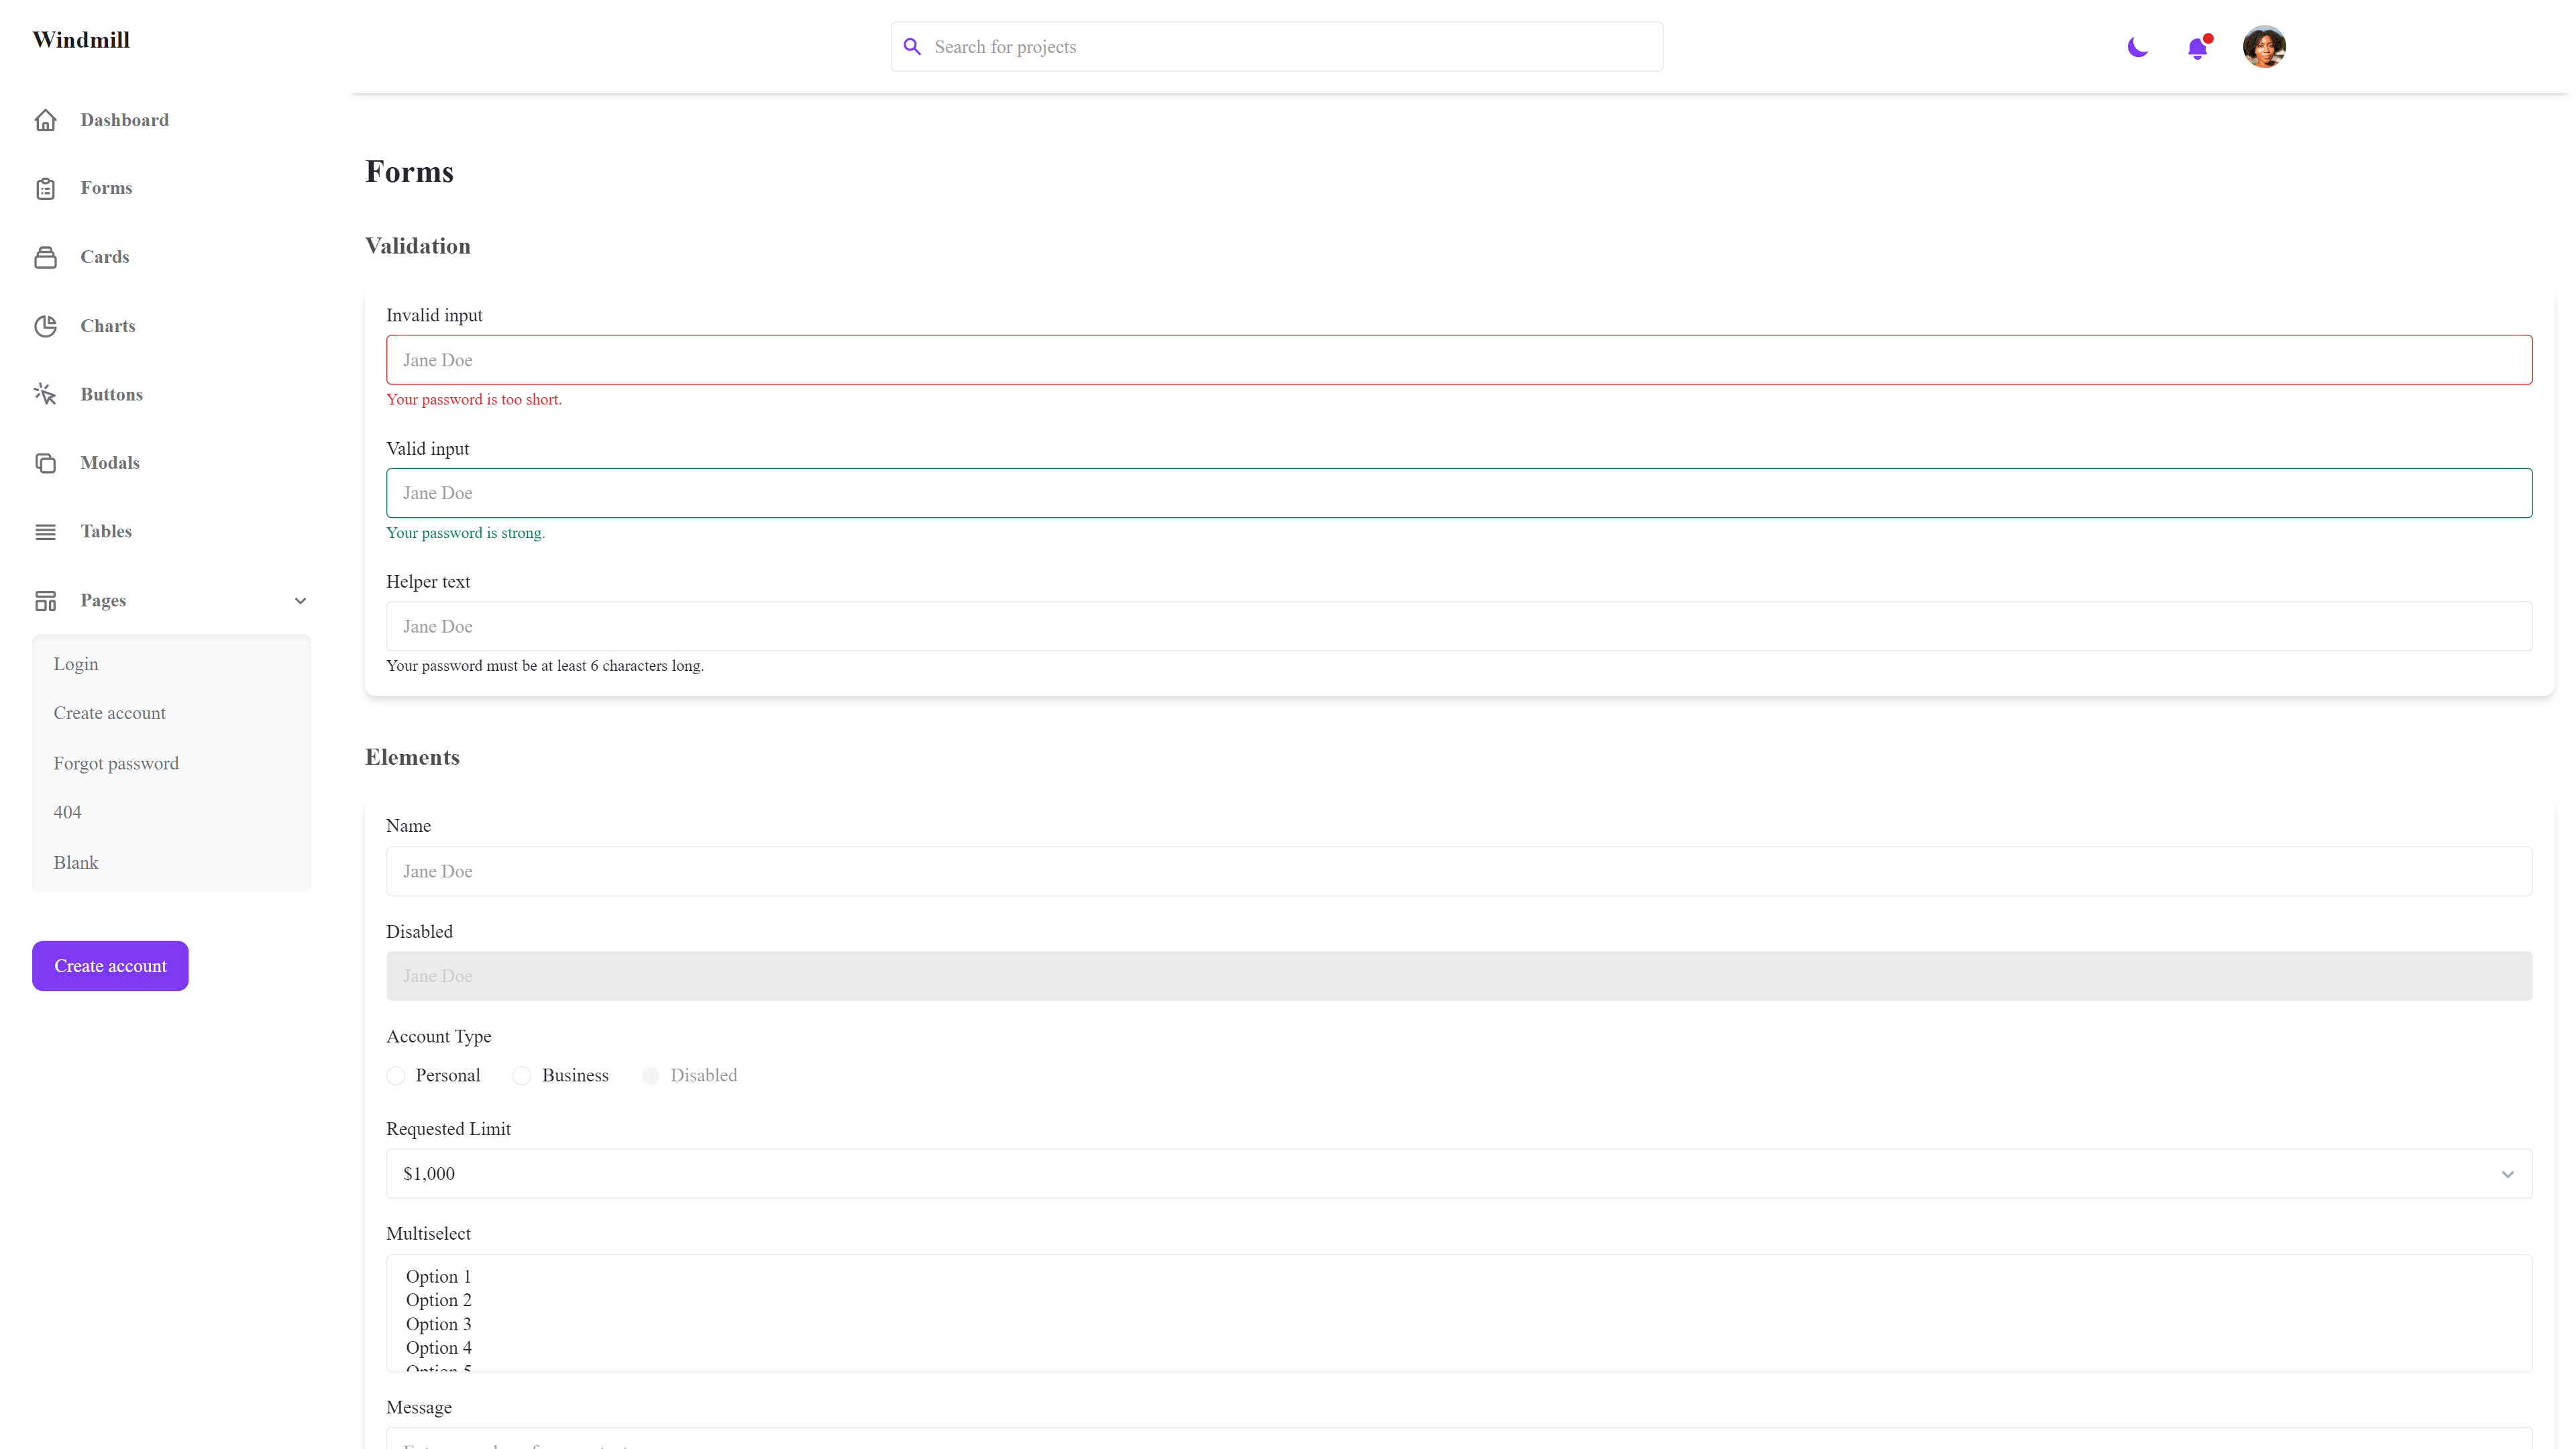 Windmill
Search for projects
Dashboard
Forms
Cards
Charts
Buttons
Modals
Tables
Pages
Login
Create account
Forgot password
404
Blank
Create account
Forms
Validation
Invalid input
Jane Doe
Your password is too short.
Valid input
Jane Doe
Your password is strong.
Helper text
Jane Doe
Your password must be at least 6 characters long.
Elements
Name
Jane Doe
Disabled
Jane Doe
Account Type
Personal Business Disabled
Requested Limit
$1,000
Multiselect
Option 1
Option 2
Option 3
Option 4
Option 5
Message